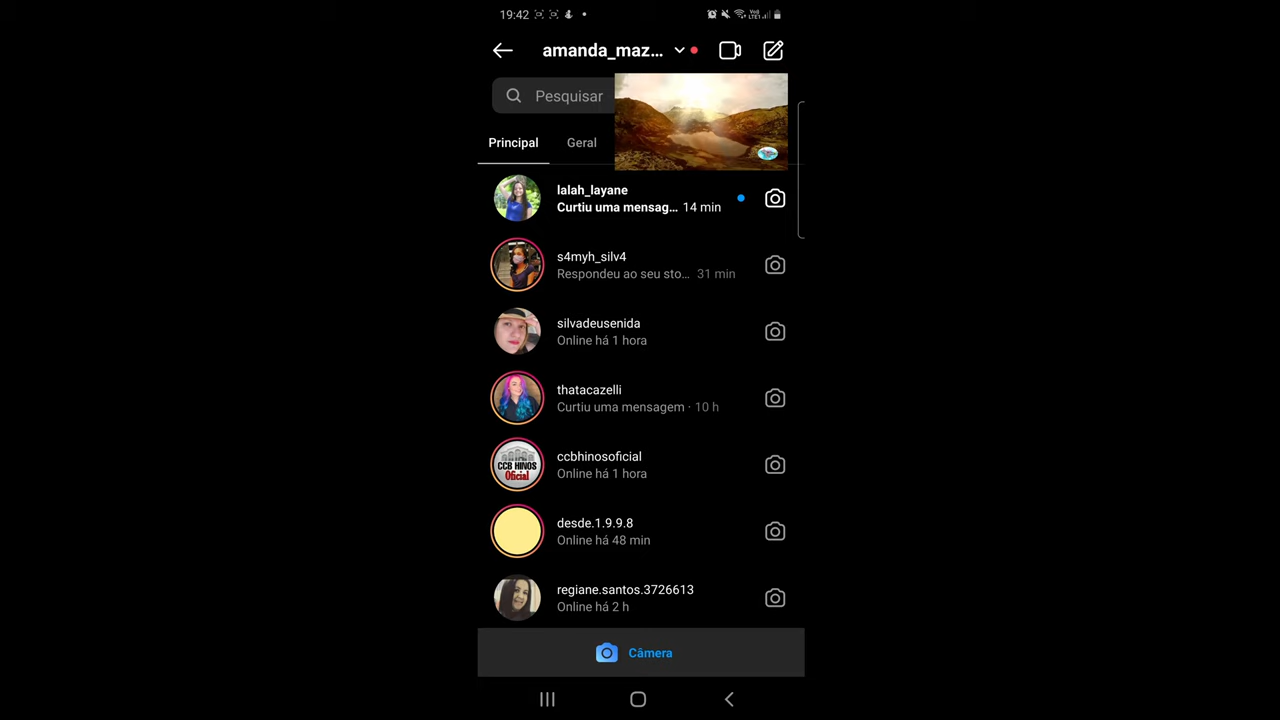 19:42
amanda_maz...
Pesquisar
Principal
Geral
lalah_layane
Curtiu uma mensag... 14 min
s4myh_silv4
Respondeu ao seu sto... 31 min
silvadeusenida
Online há 1 hora
thatacazelli
Curtiu uma mensagem · 10 h
CCB HINOS
Oficial
ccbhinosoficial
Online há 1 hora
desde.1.9.9.8
Online há 48 min
regiane.santos.3726613
Online há 2 h
Câmera